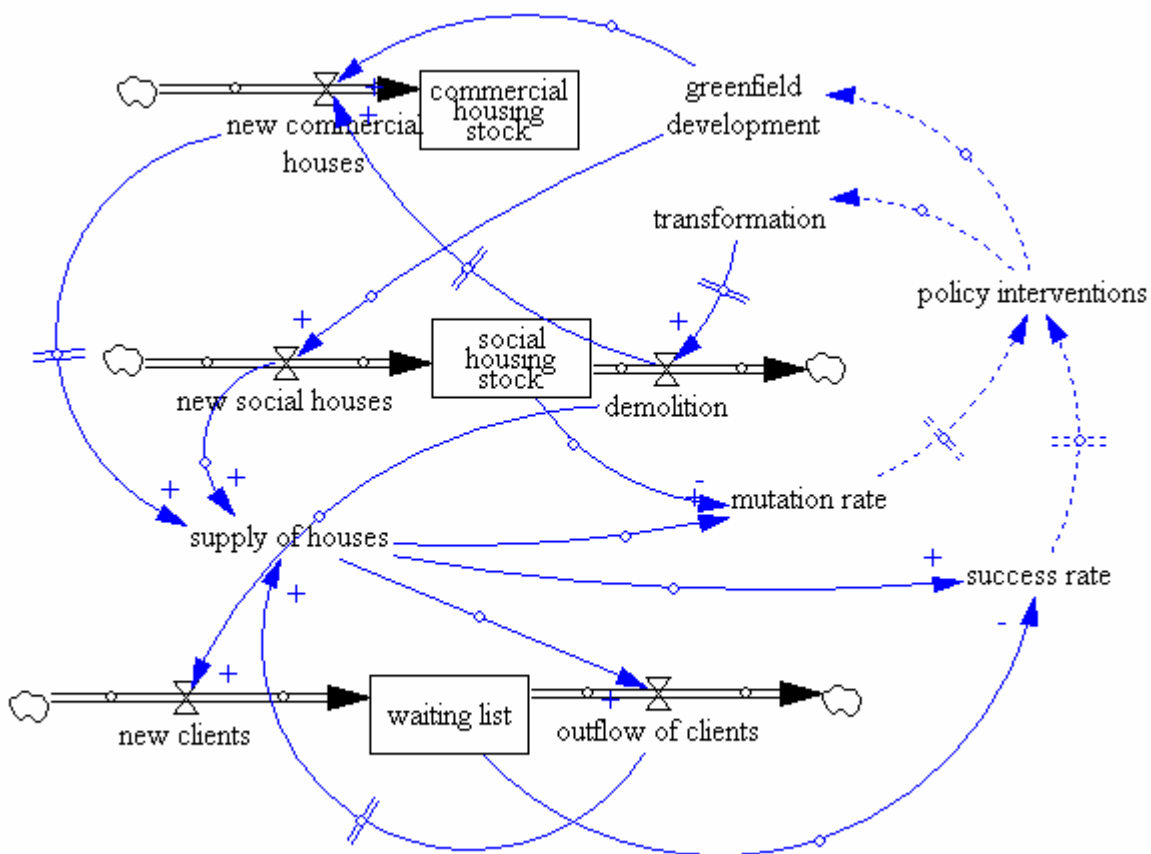 commercial
housing
stock
greenfield
development
new commercial
houses
transformation
policy interventions
social
housing
stock
new social houses
demolition
mutation rate
supply of houses
success rate
waiting list
new clients
outflow of clients
+
+
+
+
+
+
+
-
+
+
+
-
+
+